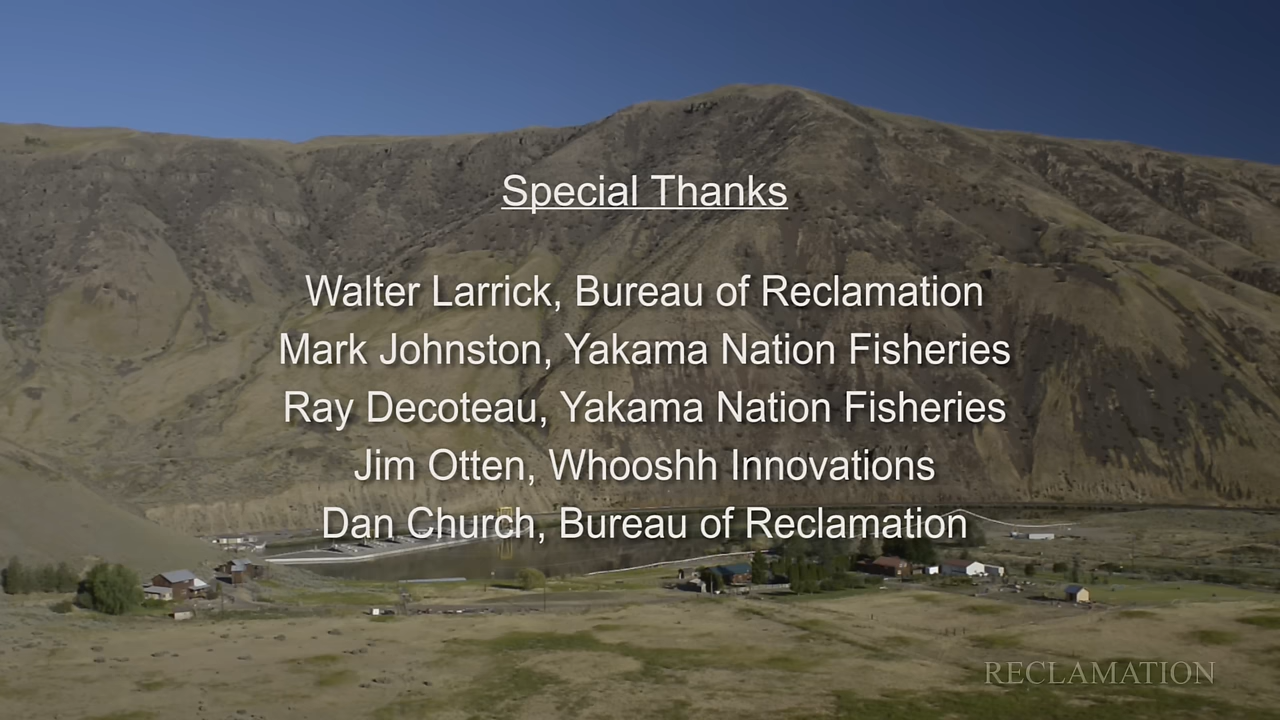 Special Thanks
Walter Larrick, Bureau of Reclamation
Mark Johnston, Yakama Nation Fisheries
Ray Decoteau, Yakama Nation Fisheries
Jim Otten, Whooshh Innovations
Dan Church, Bureau of Reclamation
RECLAMATION